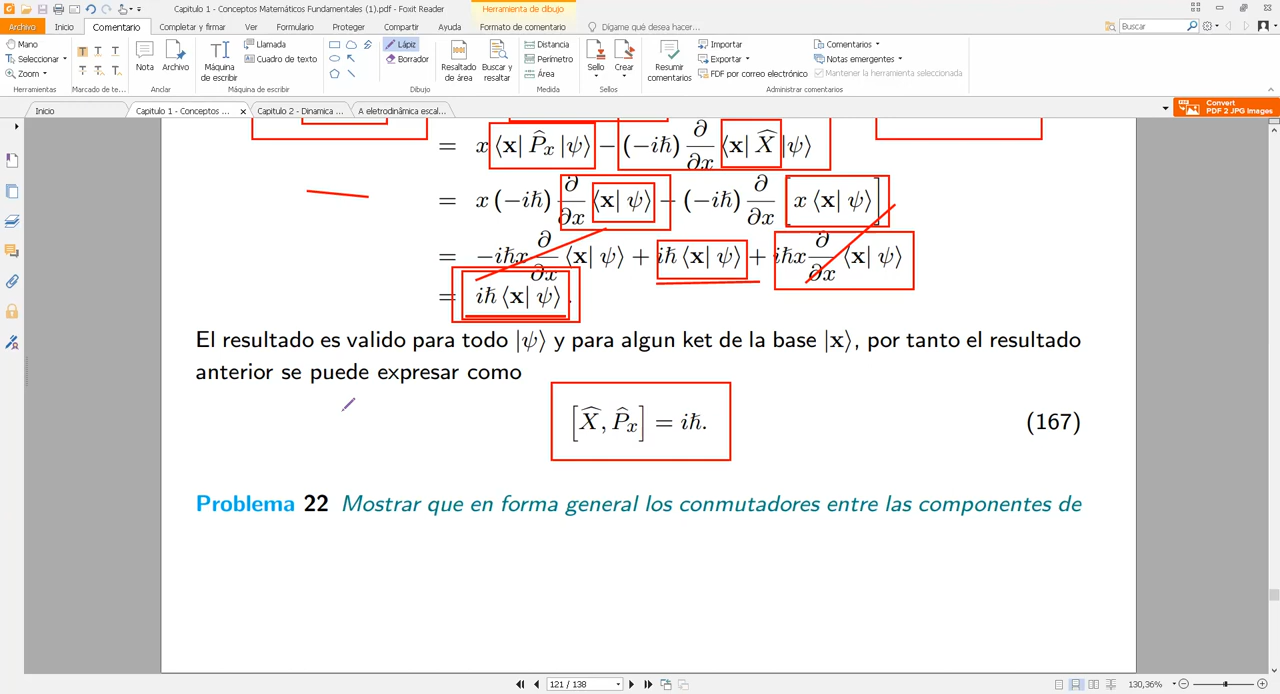 Capitulo 1 - Conceptos Matemáticos Fundamentales (1).pdf - Foxit Reader
Herramienta de dibujo
Archivo Inicio Comentario Completar y firmar Ver Formulario Proteger Compartir Ayuda Formato de comentario Dígame qué desea hacer... Buscar
Mano
Seleccionar
Zoom
Herramientas
T T T
T T T
Marcado de te...
Nota
Archivo
Anclar
Máquina de escribir
Llamada
Cuadro de texto
Máquina de escribir
Lápiz
Borrador
Dibujo
Resaltado de área
Buscar y resaltar
Distancia
Perímetro
Área
Medida
Sello
Crear
Sellos
Resumir comentarios
Importar
Exportar
FDF por correo electrónico
Comentarios
Notas emergentes
Mantener la herramienta seleccionada
Administrar comentarios
Inicio Capitulo 1 - Conceptos ... × Capitulo 2 - Dinamica ... A eletrodinâmica escal...
Convert
PDF 2 JPG Images
= x ⟨x| P̂ₓ |ψ⟩ − (−iħ) ∂/∂x ⟨x| X̂ |ψ⟩
= x (−iħ) ∂/∂x ⟨x| ψ⟩ − (−iħ) ∂/∂x [x ⟨x| ψ⟩]
= −iħx ∂/∂x ⟨x| ψ⟩ + iħ ⟨x| ψ⟩ + iħx ∂/∂x ⟨x| ψ⟩
= iħ ⟨x| ψ⟩.
El resultado es valido para todo |ψ⟩ y para algun ket de la base |x⟩, por tanto el resultado
anterior se puede expresar como
[X̂, P̂ₓ] = iħ. (167)
Problema 22 Mostrar que en forma general los conmutadores entre las componentes de
121 / 138
130,36%